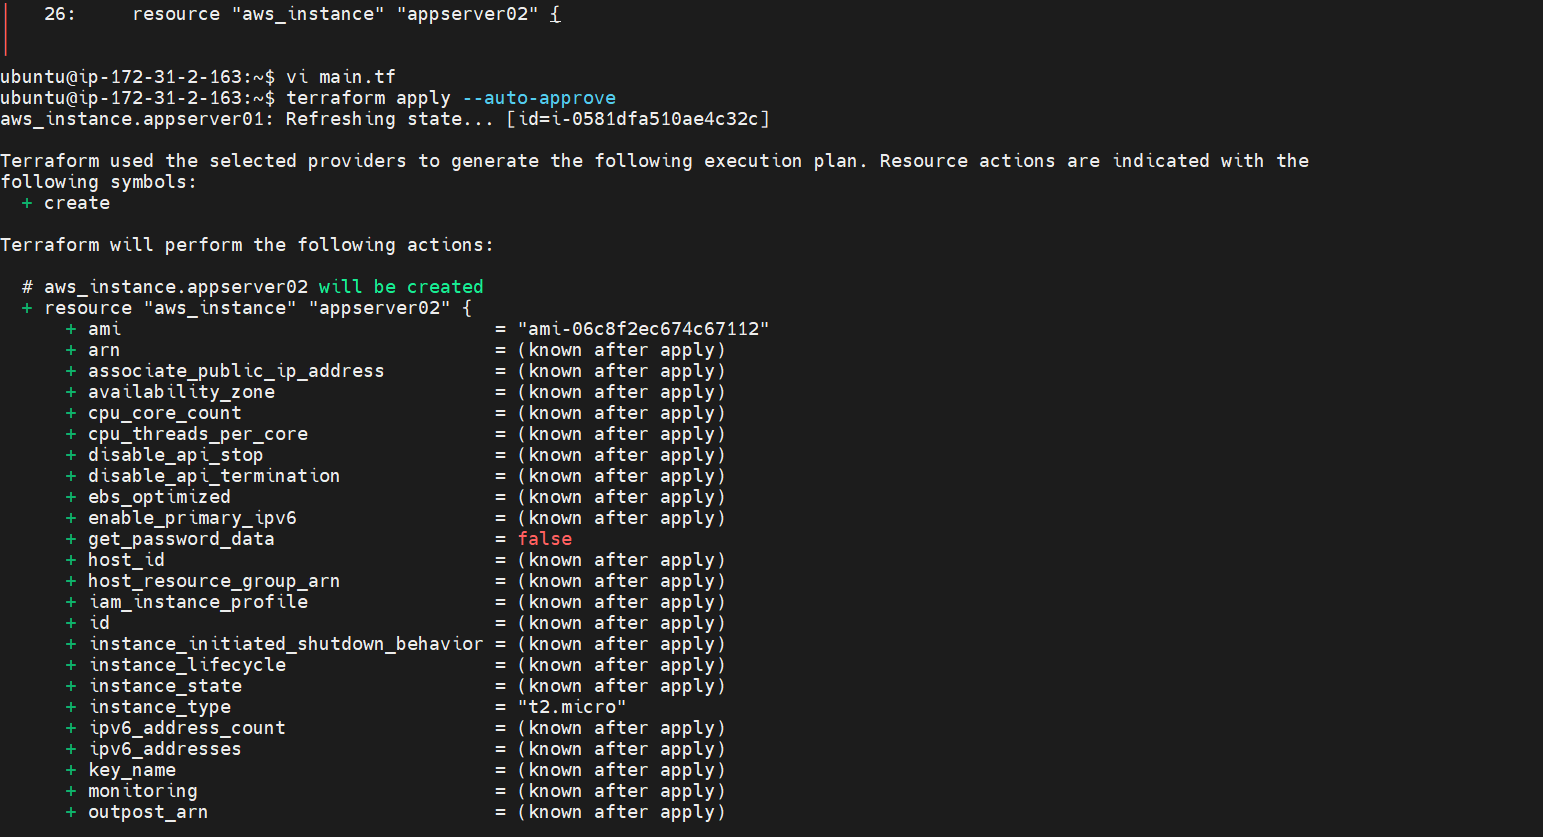 26:     resource "aws_instance" "appserver02" {
ubuntu@ip-172-31-2-163:~$ vi main.tf
ubuntu@ip-172-31-2-163:~$ terraform apply --auto-approve
aws_instance.appserver01: Refreshing state... [id=i-0581dfa510ae4c32c]
Terraform used the selected providers to generate the following execution plan. Resource actions are indicated with the
following symbols:
  + create
Terraform will perform the following actions:
  # aws_instance.appserver02 will be created
  + resource "aws_instance" "appserver02" {
      + ami                                  = "ami-06c8f2ec674c67112"
      + arn                                  = (known after apply)
      + associate_public_ip_address          = (known after apply)
      + availability_zone                    = (known after apply)
      + cpu_core_count                       = (known after apply)
      + cpu_threads_per_core                 = (known after apply)
      + disable_api_stop                     = (known after apply)
      + disable_api_termination              = (known after apply)
      + ebs_optimized                        = (known after apply)
      + enable_primary_ipv6                  = (known after apply)
      + get_password_data                    = false
      + host_id                              = (known after apply)
      + host_resource_group_arn              = (known after apply)
      + iam_instance_profile                 = (known after apply)
      + id                                   = (known after apply)
      + instance_initiated_shutdown_behavior = (known after apply)
      + instance_lifecycle                   = (known after apply)
      + instance_state                       = (known after apply)
      + instance_type                        = "t2.micro"
      + ipv6_address_count                   = (known after apply)
      + ipv6_addresses                       = (known after apply)
      + key_name                             = (known after apply)
      + monitoring                           = (known after apply)
      + outpost_arn                          = (known after apply)